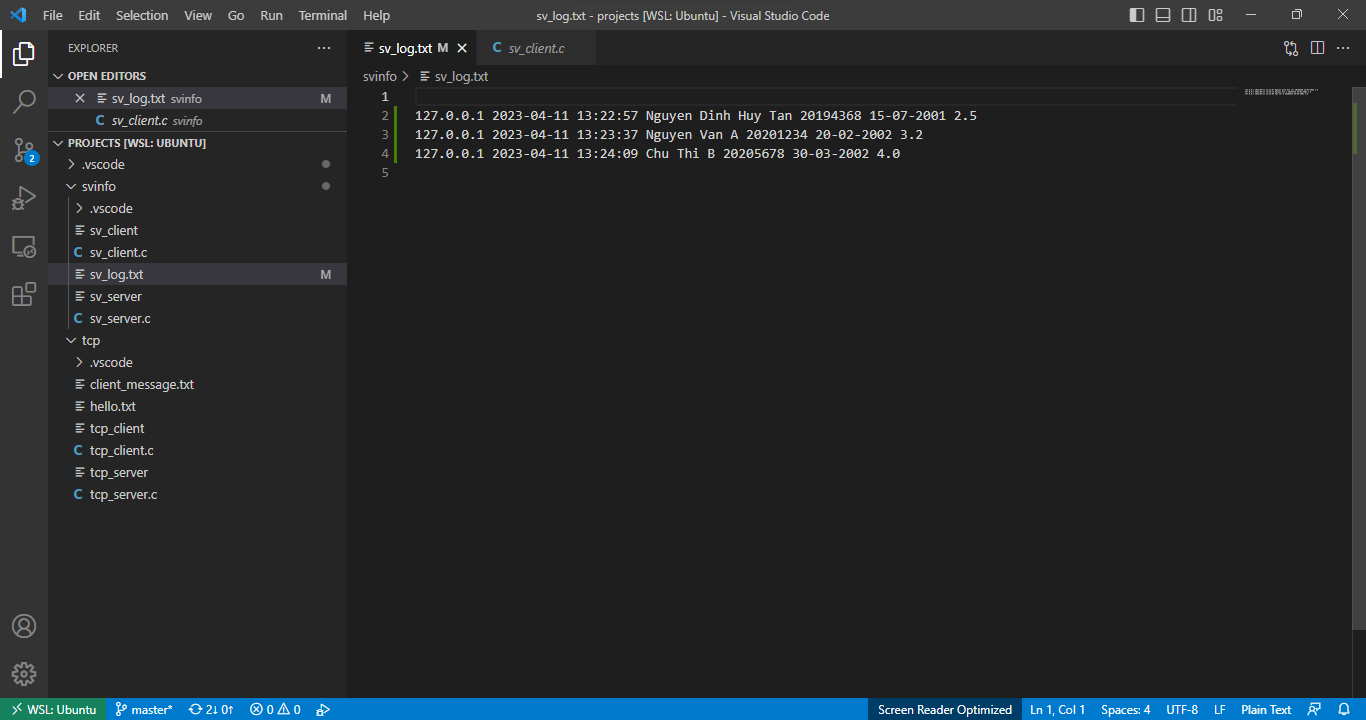 File Edit Selection View Go Run Terminal Help sv_log.txt - projects [WSL: Ubuntu] - Visual Studio Code
EXPLORER
OPEN EDITORS
sv_log.txt svinfo M
sv_client.c svinfo
PROJECTS [WSL: UBUNTU]
.vscode
svinfo
.vscode
sv_client
C sv_client.c
sv_log.txt M
sv_server
C sv_server.c
tcp
.vscode
client_message.txt
hello.txt
tcp_client
C tcp_client.c
tcp_server
C tcp_server.c
2
sv_log.txt M
C sv_client.c
svinfo > sv_log.txt
1
2 127.0.0.1 2023-04-11 13:22:57 Nguyen Dinh Huy Tan 20194368 15-07-2001 2.5
3 127.0.0.1 2023-04-11 13:23:37 Nguyen Van A 20201234 20-02-2002 3.2
4 127.0.0.1 2023-04-11 13:24:09 Chu Thi B 20205678 30-03-2002 4.0
5
WSL: Ubuntu master* 2↓ 0↑ 0 0 Screen Reader Optimized Ln 1, Col 1 Spaces: 4 UTF-8 LF Plain Text